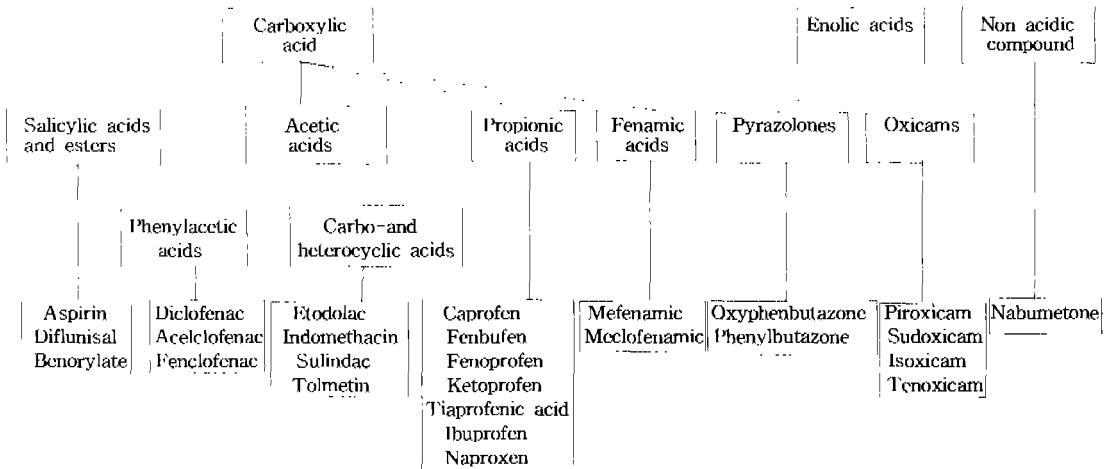 Carboxylic
acid
Enolic acids
Non acidic
compound
Salicylic acids
and esters
Acetic
acids
Propionic
acids
Fenamic
acids
Pyrazolones
Oxicams
Phenylacetic
acids
Carbo-and
heterocyclic acids
Aspirin
Diflunisal
Benorylate
Diclofenac
Acelclofenac
Fenclofenac
Etodolac
Indomethacin
Sulindac
Tolmetin
Caprofen
Fenbufen
Fenoprofen
Ketoprofen
Tiaprofenic acid
Ibuprofen
Naproxen
Mefenamic
Meclofenamic
Oxyphenbutazone
Phenylbutazone
Piroxicam
Sudoxicam
Isoxicam
Tenoxicam
Nabumetone